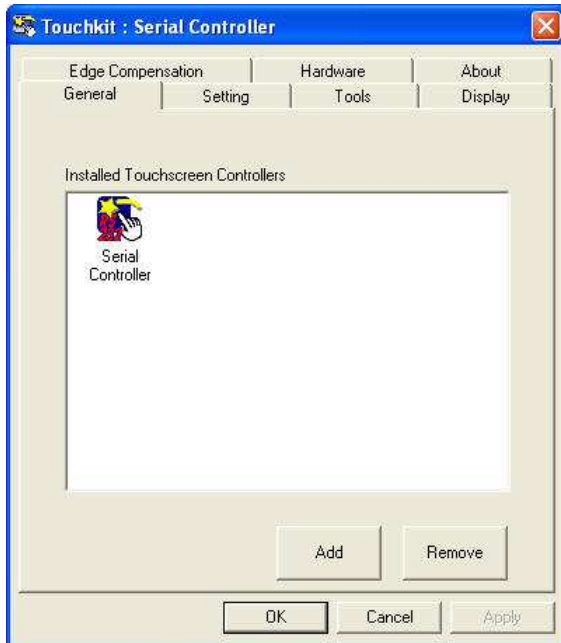 Touchkit : Serial Controller
Edge Compensation Hardware About
General Setting Tools Display
Installed Touchscreen Controllers
Serial
Controller
Add Remove
OK Cancel Apply